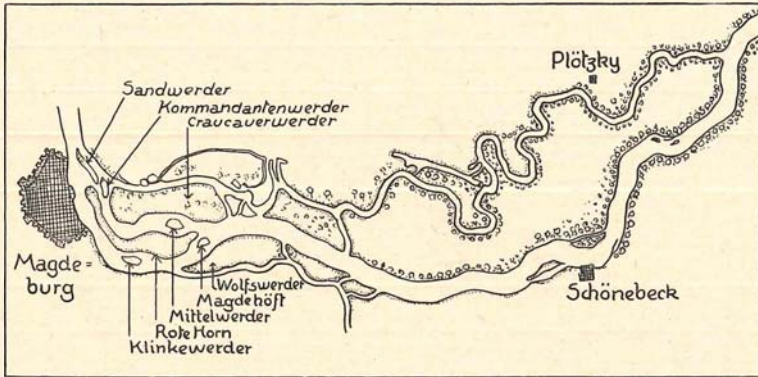 Sandwerder
Kommandantenwerder
Craucauerwerder
Plötzky
Magde=
burg
Schönebeck
Wolfswerder
Magdehöft
Mittelwerder
Rote Horn
Klinkewerder